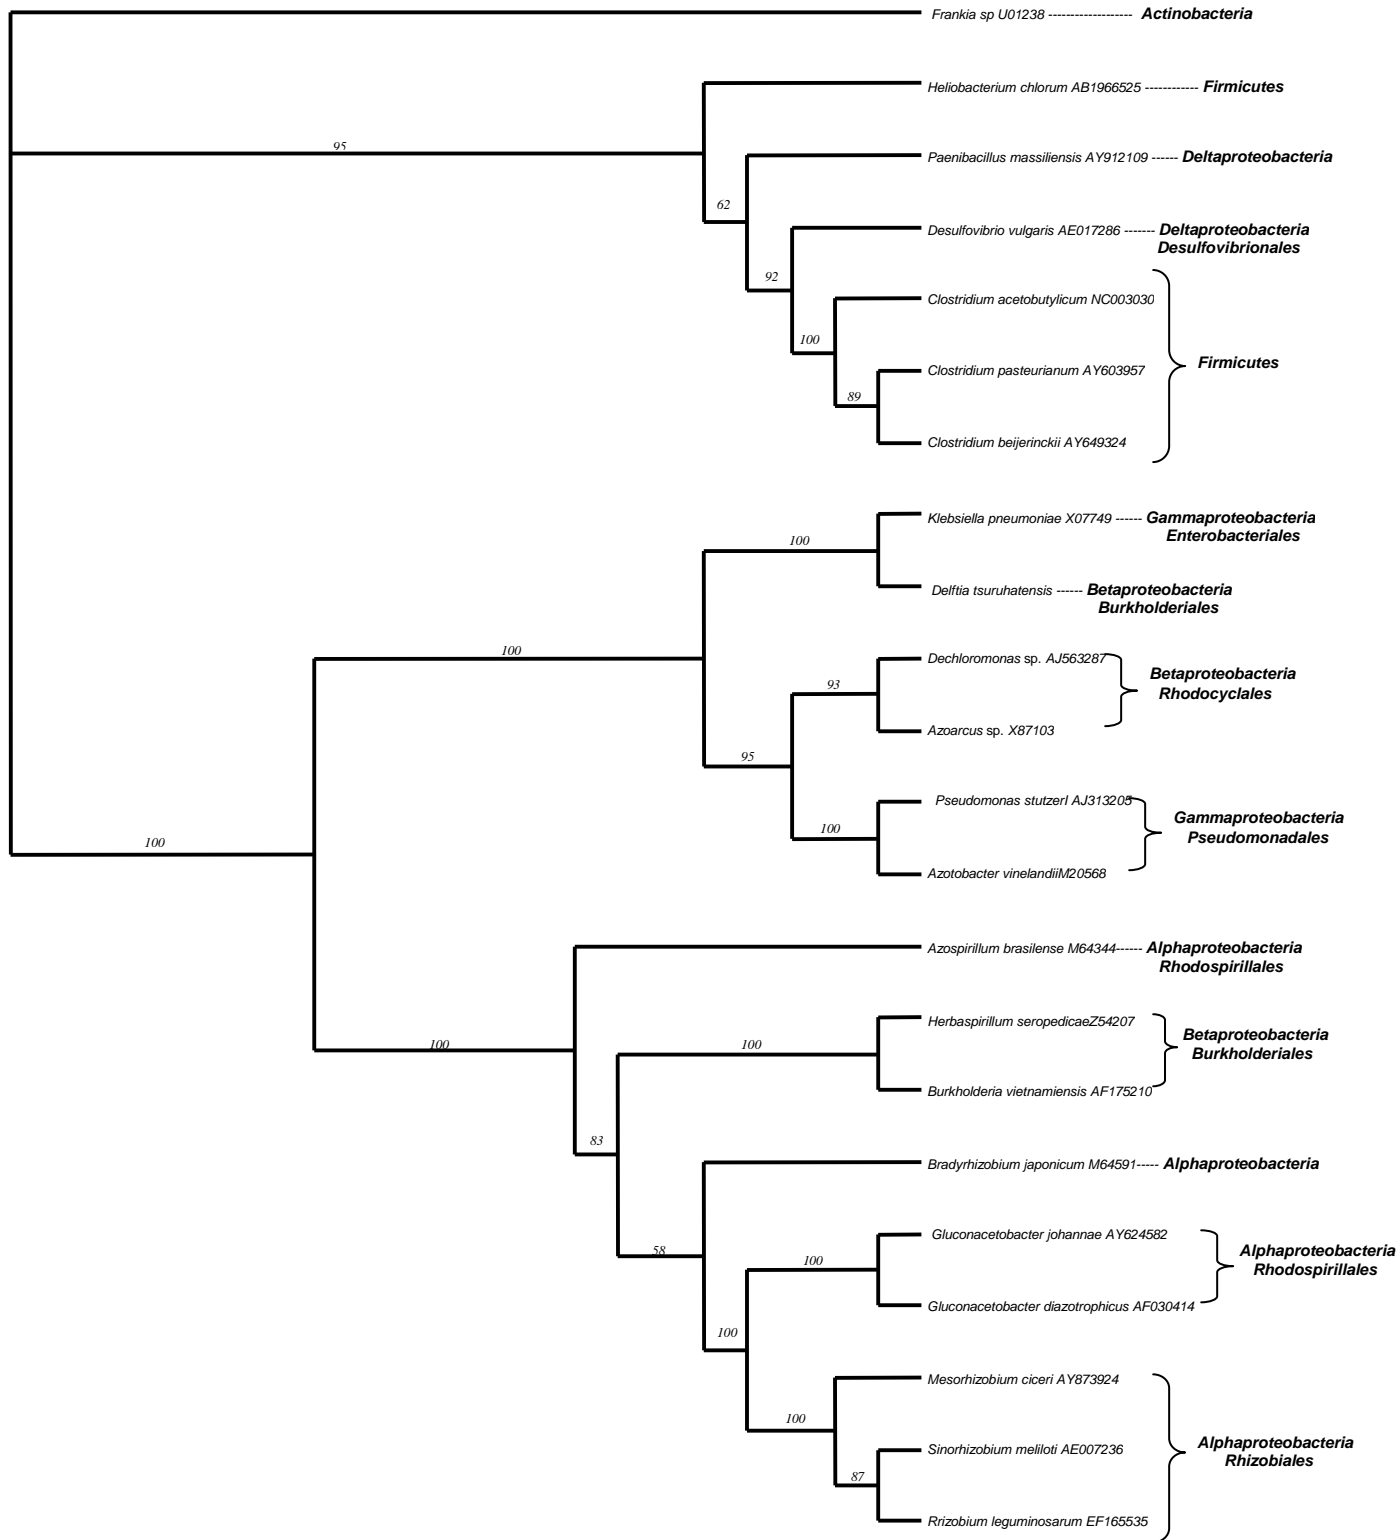 Frankia sp U01238 ------------------- Actinobacteria
Heliobacterium chlorum AB1966525 ------------ Firmicutes
95
Paenibacillus massiliensis AY912109 ------ Deltaproteobacteria
62
Desulfovibrio vulgaris AE017286 ------- Deltaproteobacteria
Desulfovibrionales
92
Clostridium acetobutylicum NC003030
100
Firmicutes
Clostridium pasteurianum AY603957
89
Clostridium beijerinckii AY649324
Klebsiella pneumoniae X07749 ------ Gammaproteobacteria
Enterobacteriales
100
Delftia tsuruhatensis ------ Betaproteobacteria
Burkholderiales
100
Dechloromonas sp. AJ563287
Betaproteobacteria
Rhodocyclales
93
Azoarcus sp. X87103
95
Pseudomonas stutzerI AJ313205
Gammaproteobacteria
Pseudomonadales
100
100
Azotobacter vinelandiiM20568
Azospirillum brasilense M64344------ Alphaproteobacteria
Rhodospirillales
Herbaspirillum seropedicaeZ54207
Betaproteobacteria
Burkholderiales
100
100
Burkholderia vietnamiensis AF175210
83
Bradyrhizobium japonicum M64591----- Alphaproteobacteria
Gluconacetobacter johannae AY624582
58
Alphaproteobacteria
Rhodospirillales
100
Gluconacetobacter diazotrophicus AF030414
100
Mesorhizobium ciceri AY873924
100
Alphaproteobacteria
Rhizobiales
Sinorhizobium meliloti AE007236
87
Rrizobium leguminosarum EF165535